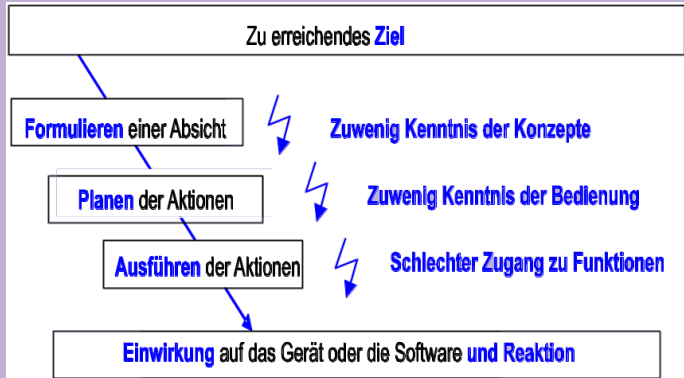 Zu erreichendes Ziel
Formulieren einer Absicht
Zuwenig Kenntnis der Konzepte
Planen der Aktionen
Zuwenig Kenntnis der Bedienung
Ausführen der Aktionen
Schlechter Zugang zu Funktionen
Einwirkung auf das Gerät oder die Software und Reaktion